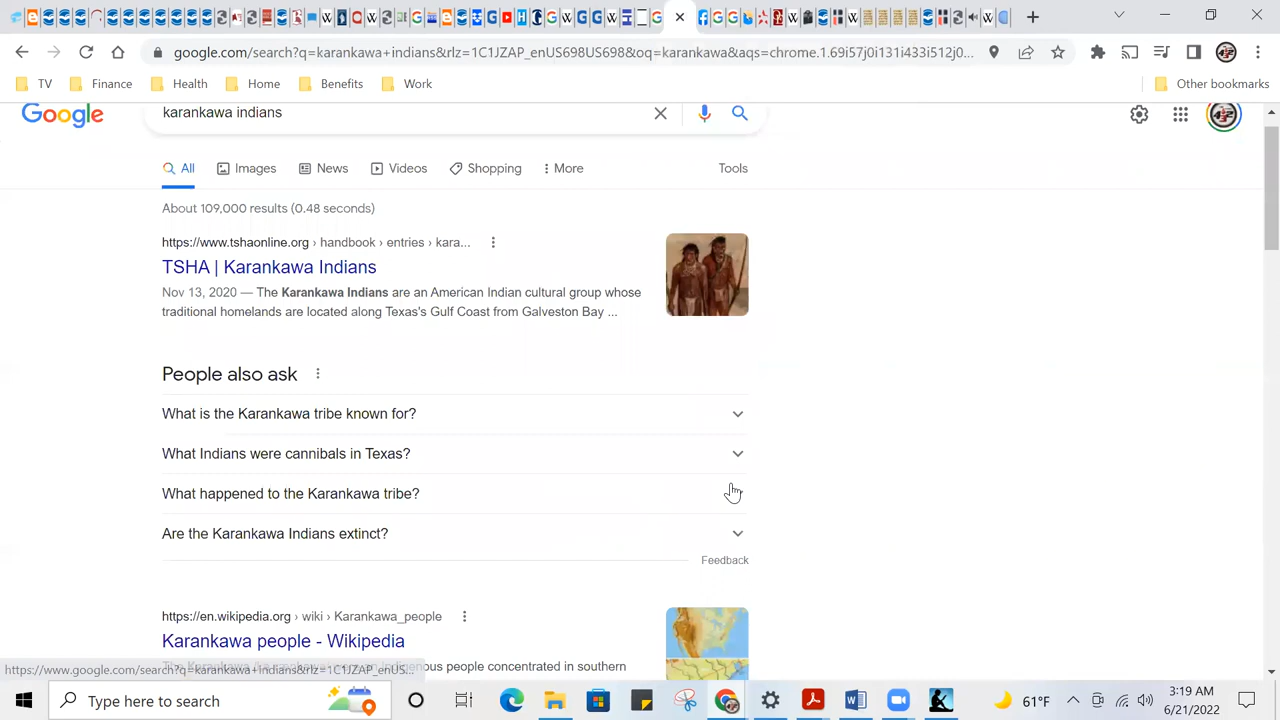 google.com/search?q=karankawa+indians&rlz=1C1JZAP_enUS698US698&oq=karankawa&aqs=chrome.1.69i57j0i131i433i512j0...
TV Finance Health Home Benefits Work Other bookmarks
Google karankawa indians
All Images News Videos Shopping More Tools
About 109,000 results (0.48 seconds)
https://www.tshaonline.org › handbook › entries › kara...
TSHA | Karankawa Indians
Nov 13, 2020 — The Karankawa Indians are an American Indian cultural group whose
traditional homelands are located along Texas's Gulf Coast from Galveston Bay ...
People also ask
What is the Karankawa tribe known for?
What Indians were cannibals in Texas?
What happened to the Karankawa tribe?
Are the Karankawa Indians extinct?
Feedback
https://en.wikipedia.org › wiki › Karankawa_people
Karankawa people - Wikipedia
https://www.google.com/search?q=karankawa+indians&rlz=1C1JZAP_enUS...
people concentrated in southern
Type here to search
61°F
3:19 AM
6/21/2022